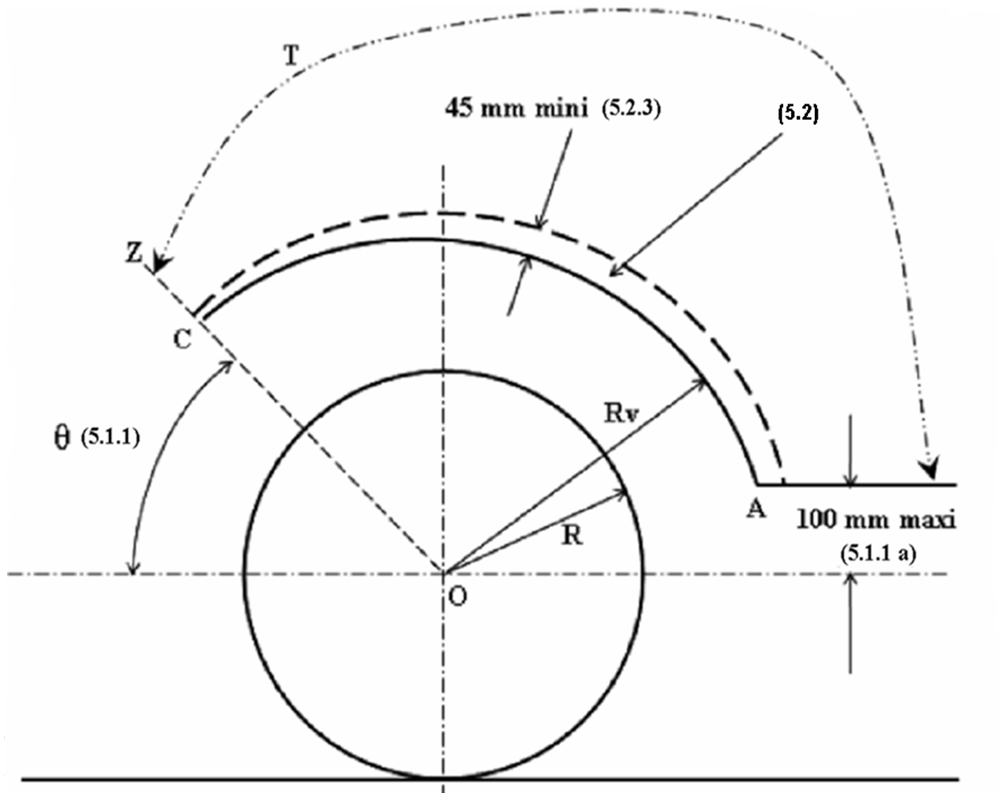 T
45 mm mini (5.2.3)
(5.2)
Z
C
θ (5.1.1)
Rv
R
A
100 mm maxi
(5.1.1 a)
O